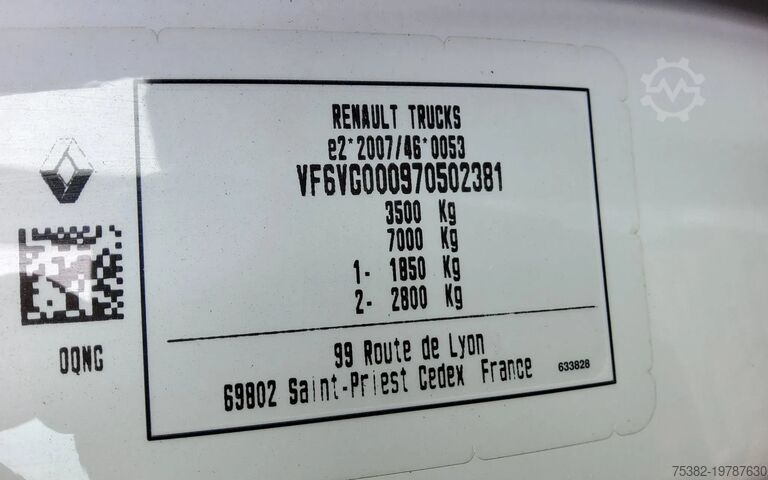 RENAULT TRUCKS
e2*2007/46*0053
VF6VG000970502381
3500 Kg
7000 Kg
1- 1850 Kg
2- 2800 Kg
99 Route de Lyon
69802 Saint-Priest Cedex France
633828
OQNG
75382-19787630